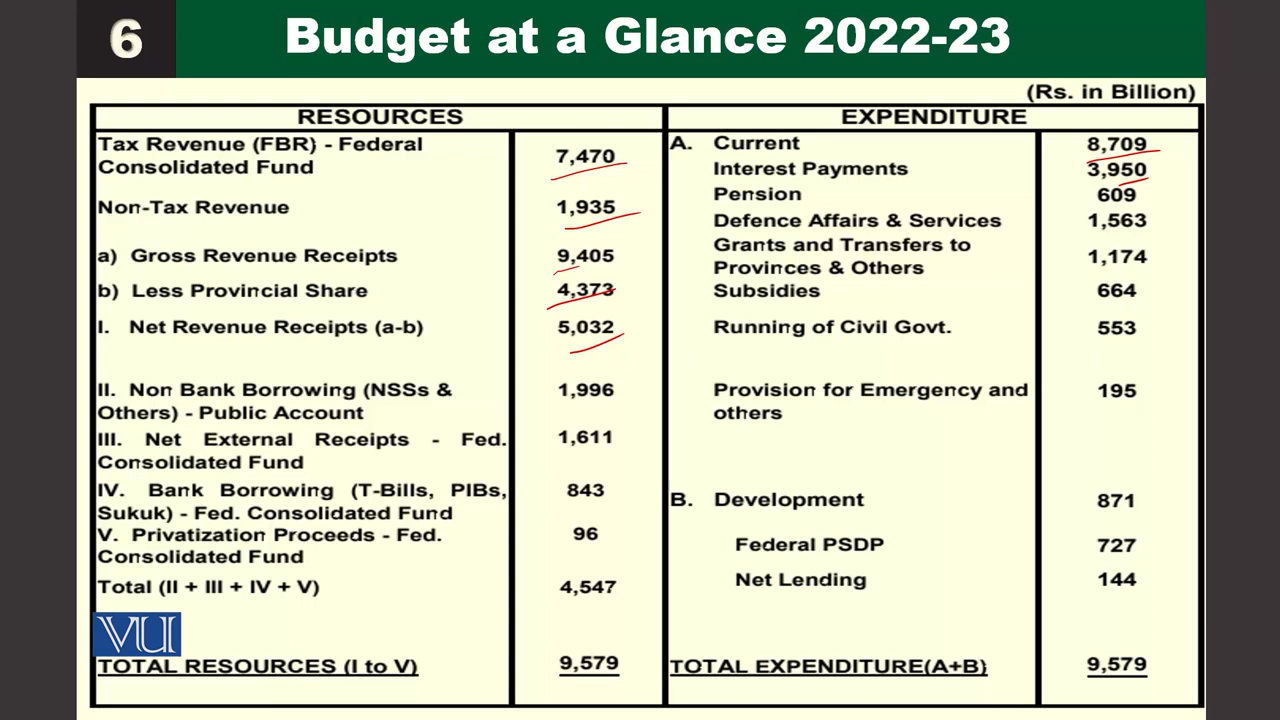 6
Budget at a Glance 2022-23
(Rs. in Billion)
RESOURCES
Tax Revenue (FBR) - Federal
Consolidated Fund 7,470
Non-Tax Revenue 1,935
a) Gross Revenue Receipts 9,405
b) Less Provincial Share 4,373
I. Net Revenue Receipts (a-b) 5,032
II. Non Bank Borrowing (NSSs & 1,996
Others) - Public Account
III. Net External Receipts - Fed. 1,611
Consolidated Fund
IV. Bank Borrowing (T-Bills, PIBs, 843
Sukuk) - Fed. Consolidated Fund
V. Privatization Proceeds - Fed. 96
Consolidated Fund
Total (II + III + IV + V) 4,547
VU
TOTAL RESOURCES (I to V) 9,579
EXPENDITURE
A. Current 8,709
Interest Payments 3,950
Pension 609
Defence Affairs & Services 1,563
Grants and Transfers to
Provinces & Others 1,174
Subsidies 664
Running of Civil Govt. 553
Provision for Emergency and 195
others
B. Development 871
Federal PSDP 727
Net Lending 144
TOTAL EXPENDITURE(A+B) 9,579